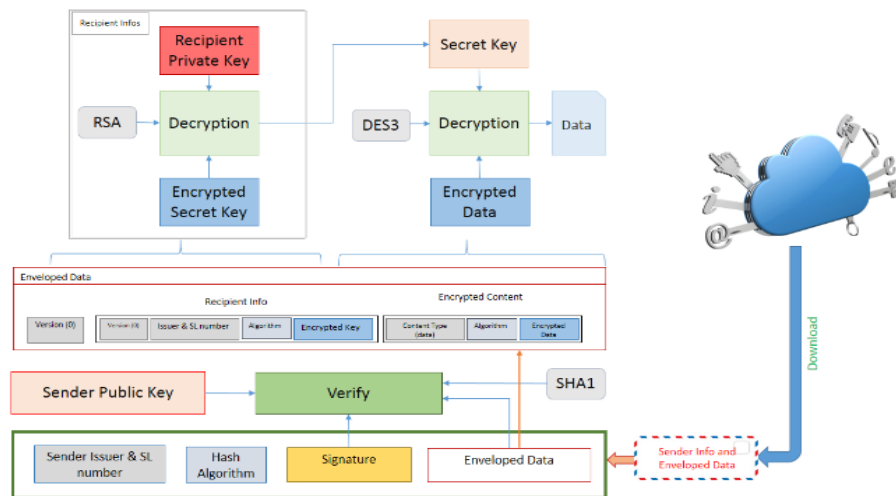 Recipient Infos
Recipient
Private Key
Secret Key
RSA
Decryption
DES3
Decryption
Data
Encrypted
Secret Key
Encrypted
Data
Enveloped Data
Recipient Info
Encrypted Content
Version (0)
Version (0)
Issuer & SL number
Algorithm
Encrypted Key
Content Type
(date)
Algorithm
Encrypted
Data
Download
Sender Public Key
Verify
SHA1
Sender Issuer & SL
number
Hash
Algorithm
Signature
Enveloped Data
Sender Info and
Enveloped Data